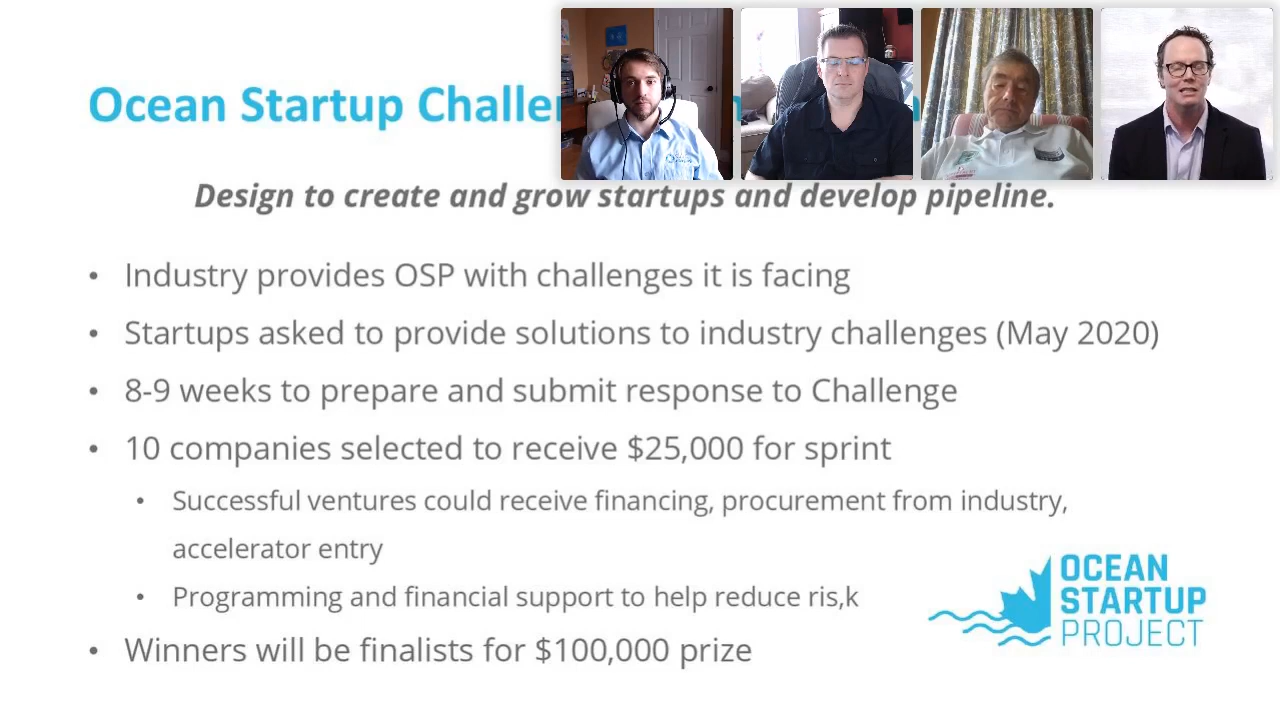 Ocean Startup Challen
Design to create and grow startups and develop pipeline.
• Industry provides OSP with challenges it is facing
• Startups asked to provide solutions to industry challenges (May 2020)
• 8-9 weeks to prepare and submit response to Challenge
• 10 companies selected to receive $25,000 for sprint
• Successful ventures could receive financing, procurement from industry,
accelerator entry
• Programming and financial support to help reduce ris,k
• Winners will be finalists for $100,000 prize
OCEAN
STARTUP
PROJECT